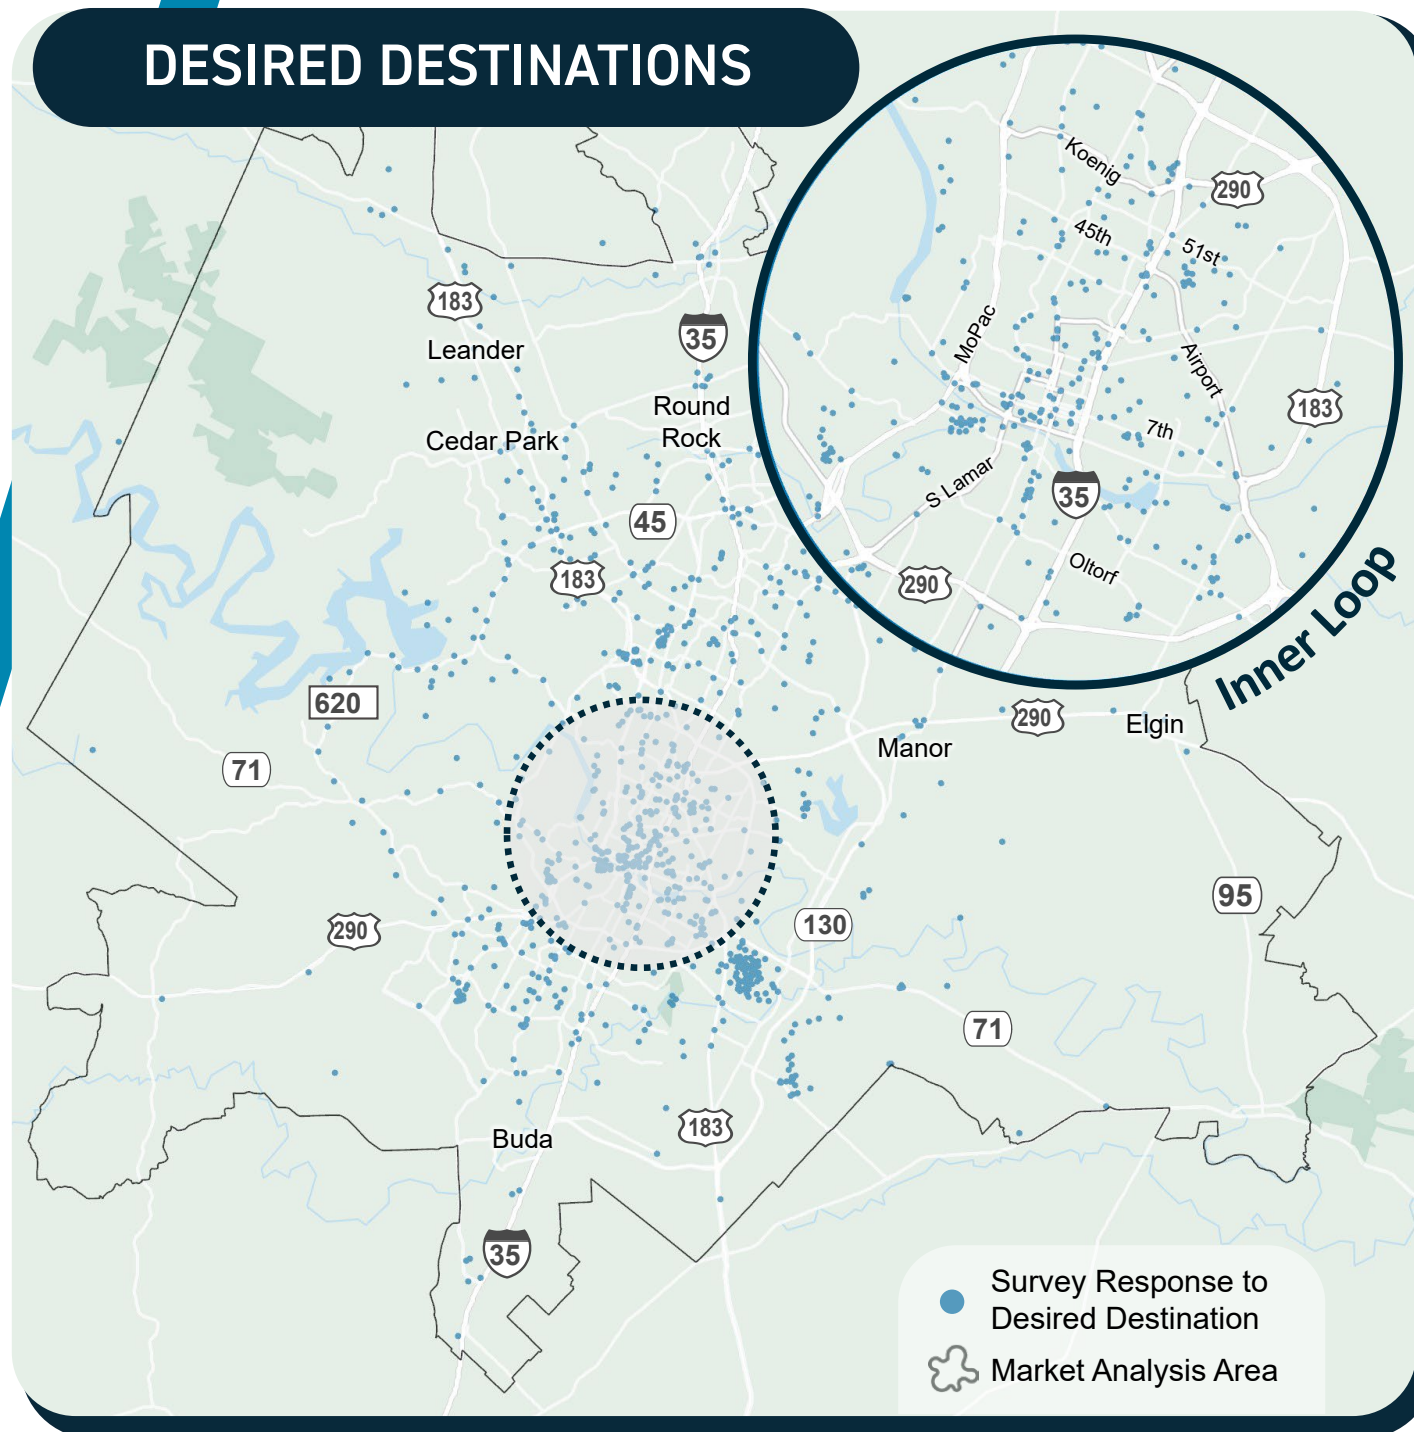 DESIRED DESTINATIONS
Koenig
290
45th
51st
183
Leander
35
MoPac
Airport
Round
Rock
183
Cedar Park
7th
S Lamar
35
45
183
Oltorf
290
Inner Loop
620
290
Elgin
Manor
71
95
130
290
71
183
Buda
35
Survey Response to
Desired Destination
Market Analysis Area